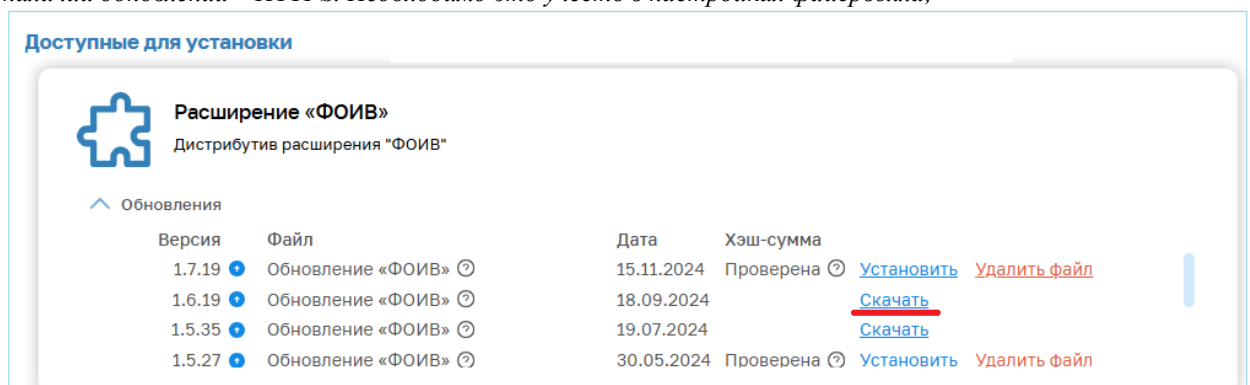 Доступные для установки
Расширение «ФОИВ»
Дистрибутив расширения "ФОИВ"
Обновления
Версия Файл Дата Хэш-сумма
1.7.19 Обновление «ФОИВ» 15.11.2024 Проверена Установить Удалить файл
1.6.19 Обновление «ФОИВ» 18.09.2024 Скачать
1.5.35 Обновление «ФОИВ» 19.07.2024 Скачать
1.5.27 Обновление «ФОИВ» 30.05.2024 Проверена Установить Удалить файл